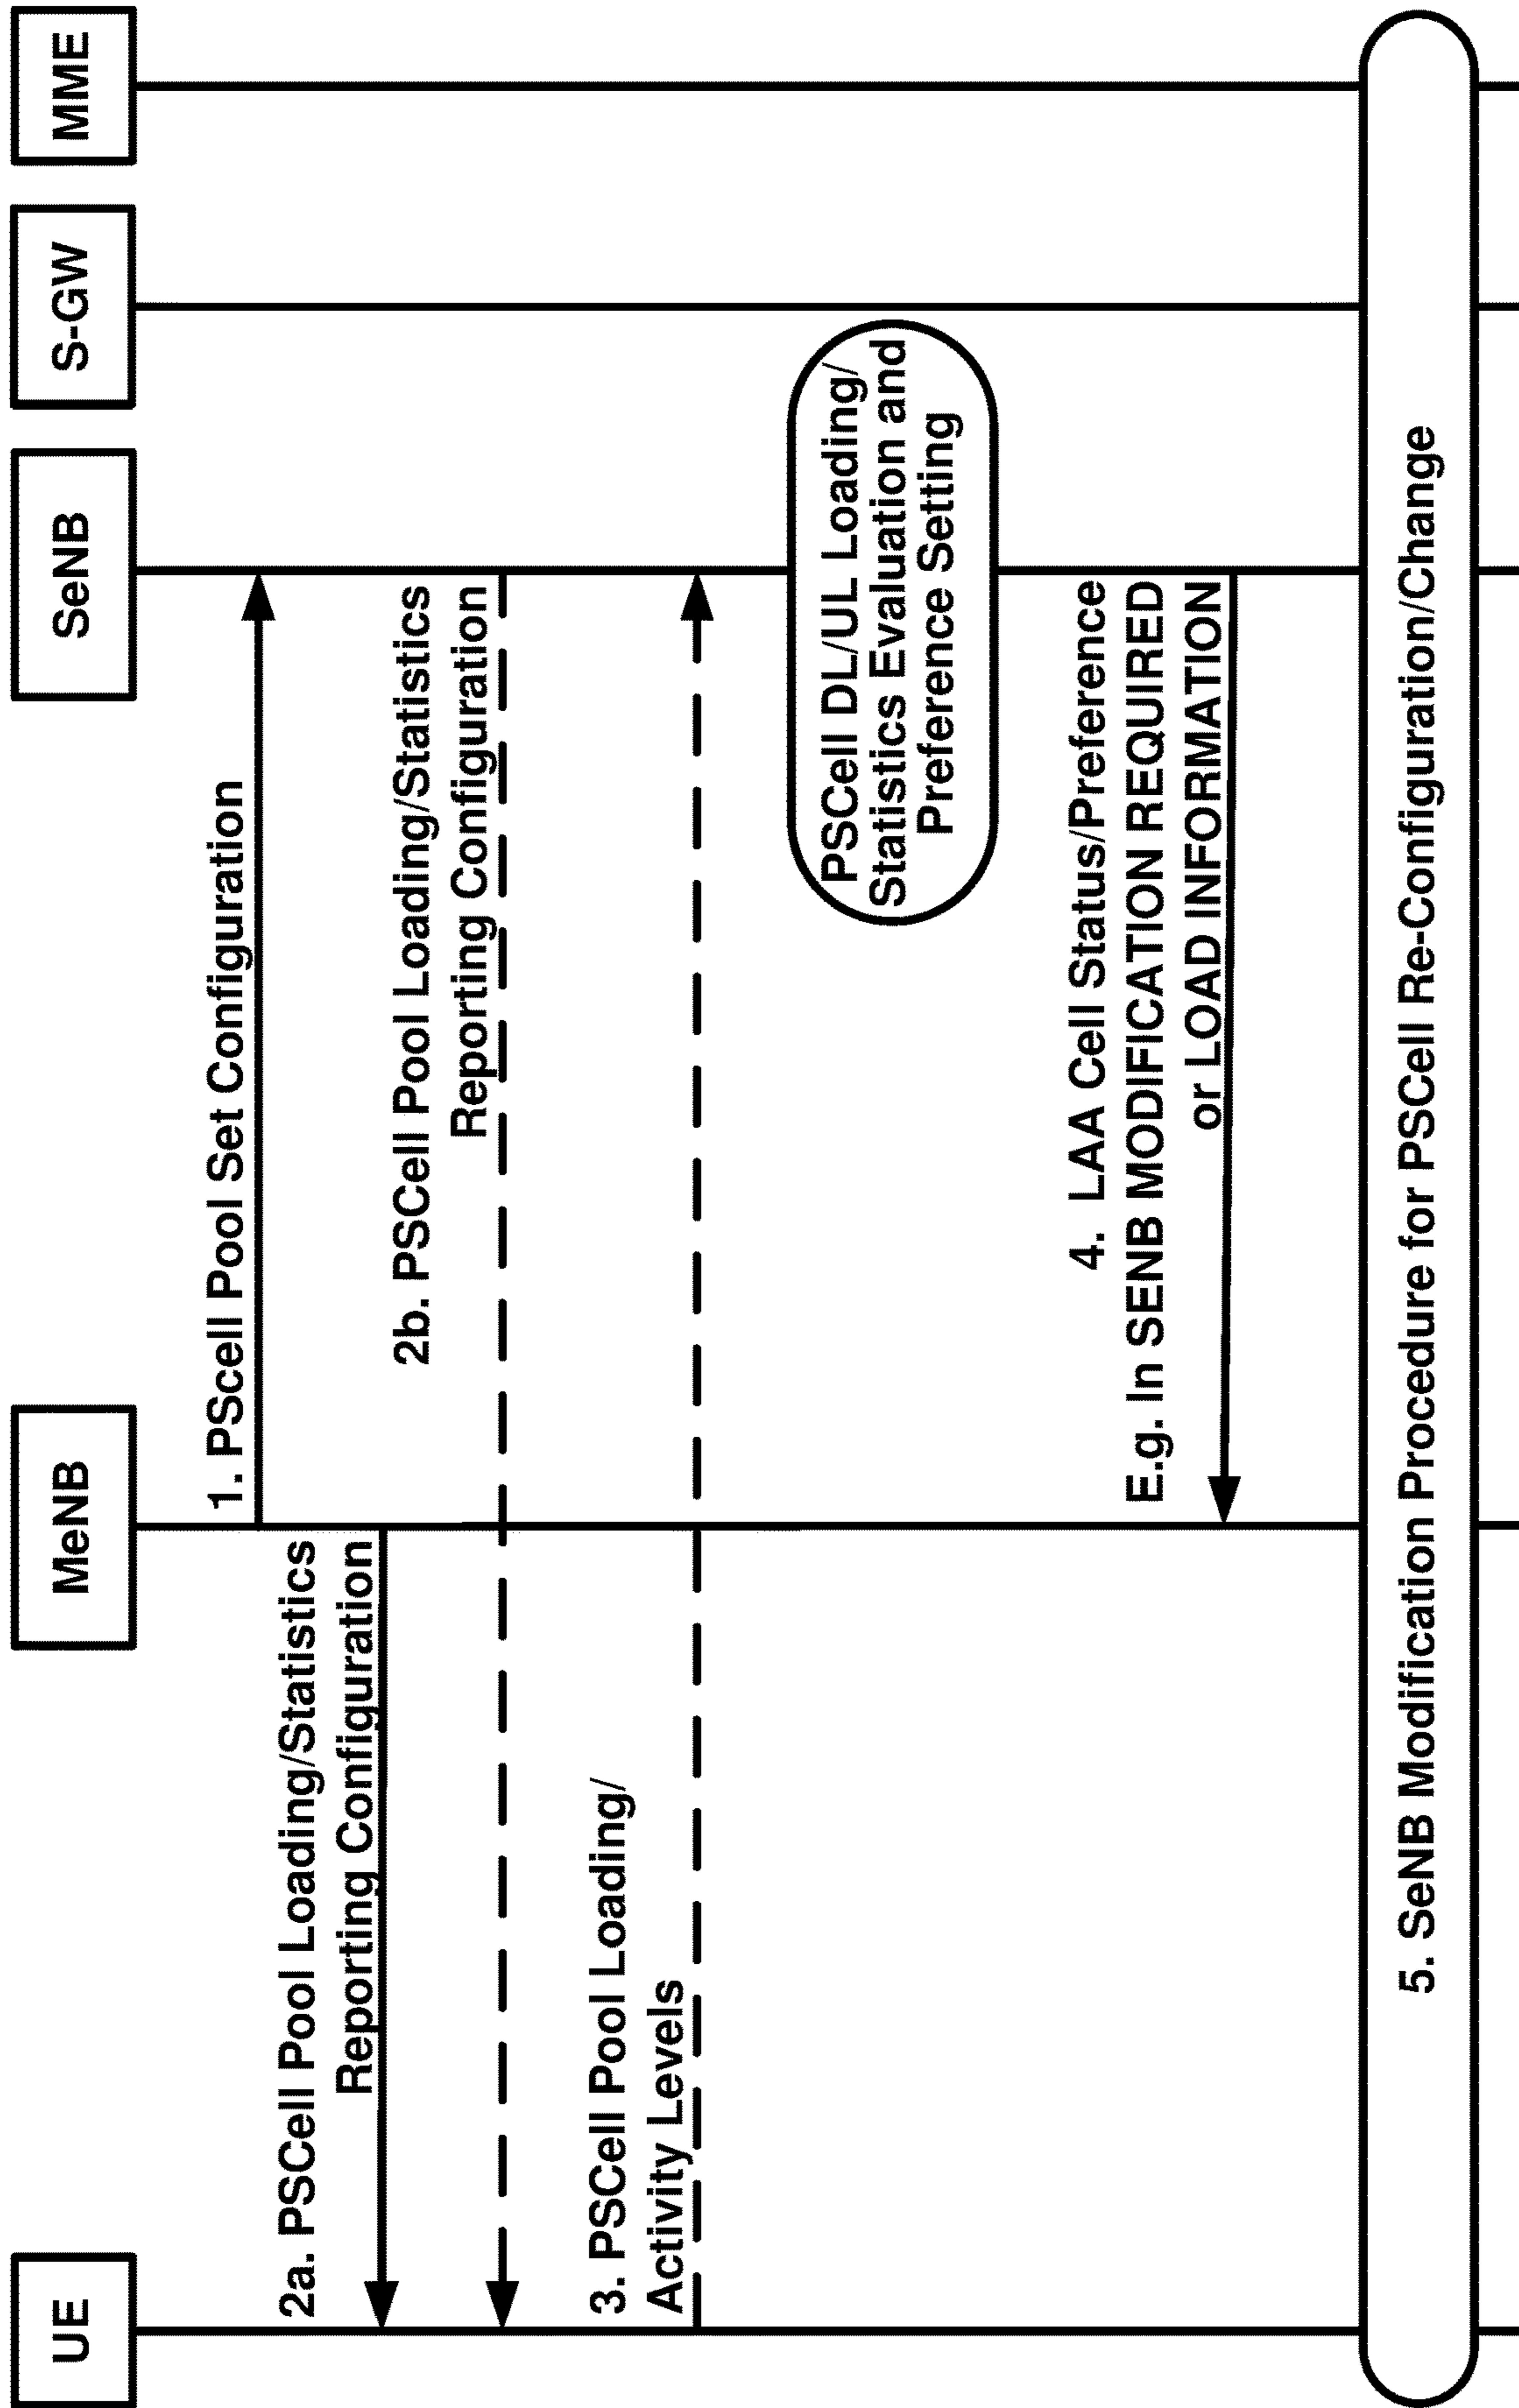 UE
MeNB
SeNB
S-GW
MME
1. PScell Pool Set Configuration
2a. PSCell Pool Loading/Statistics
Reporting Configuration
2b. PSCell Pool Loading/Statistics
Reporting Configuration
3. PSCell Pool Loading/
Activity Levels
PSCell DL/UL Loading/
Statistics Evaluation and
Preference Setting
4. LAA Cell Status/Preference
E.g. In SENB MODIFICATION REQUIRED
or LOAD INFORMATION
5. SeNB Modification Procedure for PSCell Re-Configuration/Change